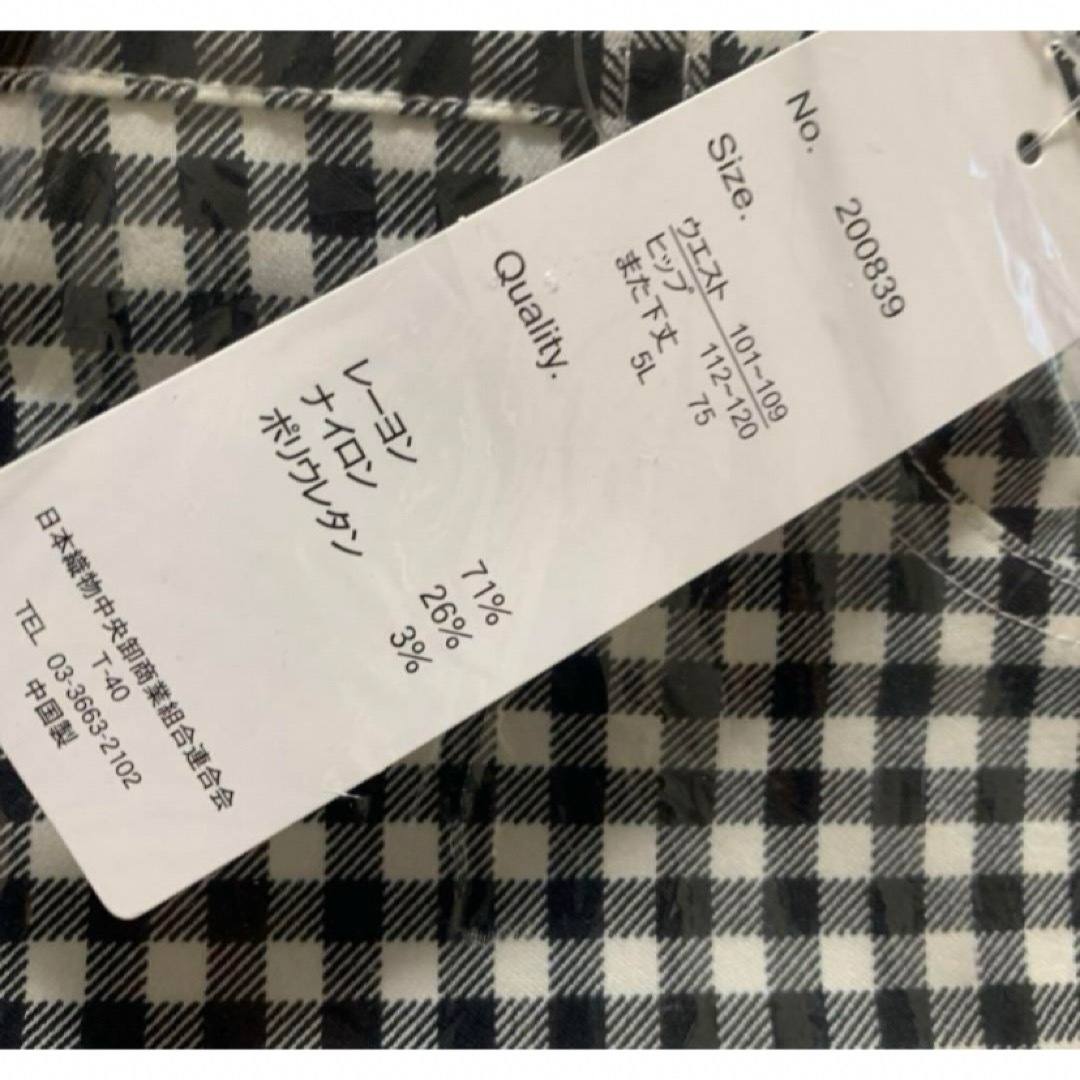 No. 200839
Size.
ウエスト 101~109
ヒップ 112~120
また下丈 75
5L
Quality.
レーヨン 71%
ナイロン 26%
ポリウレタン 3%
日本織物中央卸商業組合連合会
T-40
TEL 03-3663-2102
中国製